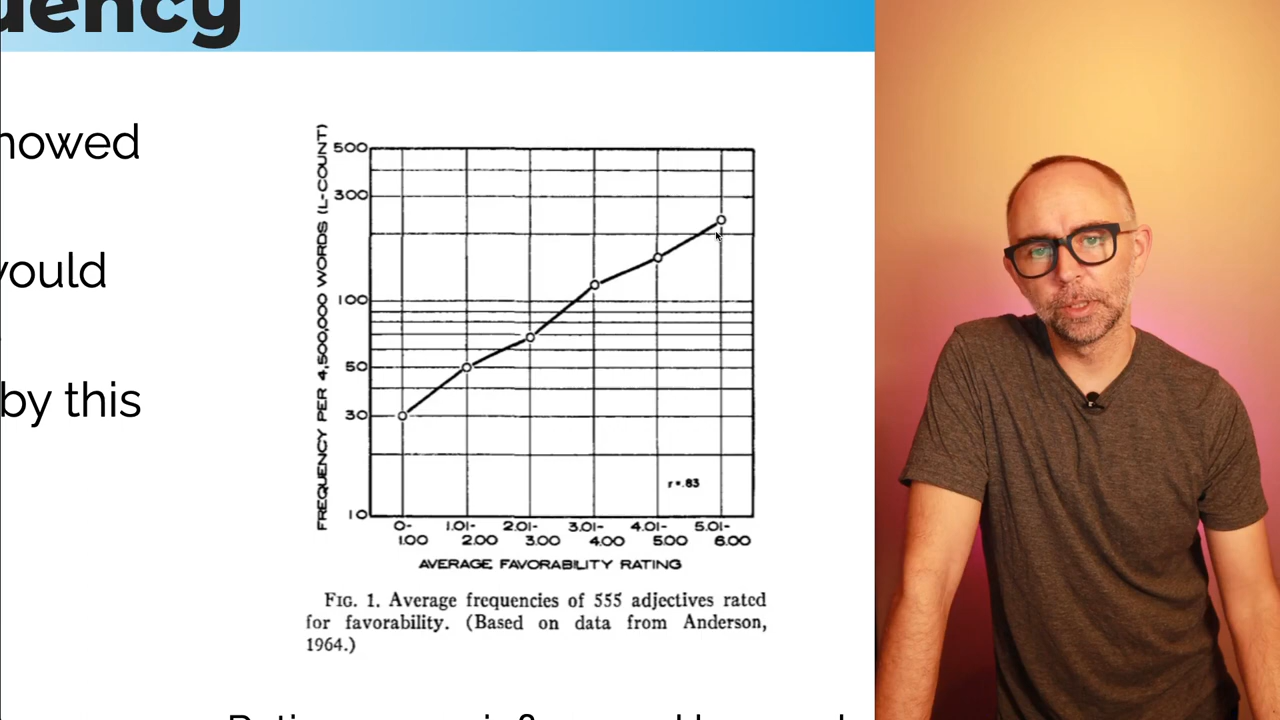 uency
howed
would
by this
FREQUENCY PER 4,500,000 WORDS (L-COUNT)
500
300
100
50
30
10
0- 1.01- 2.01- 3.01- 4.01- 5.01-
1.00 2.00 3.00 4.00 5.00 6.00
r=.83
AVERAGE FAVORABILITY RATING
FIG. 1. Average frequencies of 555 adjectives rated
for favorability. (Based on data from Anderson,
1964.)